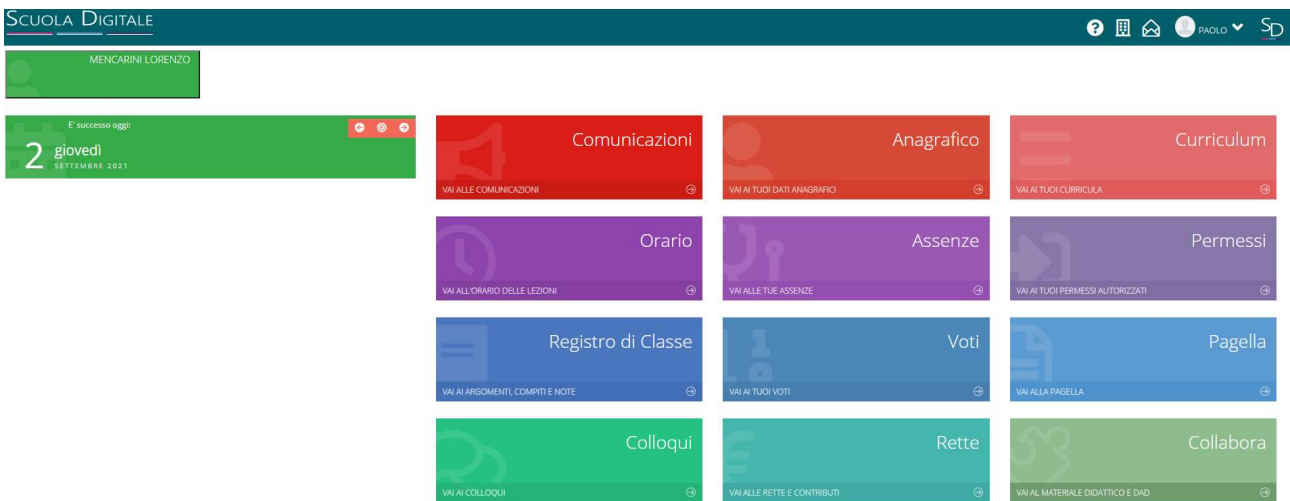 SCUOLA DIGITALE
PAOLO
SD
MENCARINI LORENZO
E' successo oggi:
2
giovedì
SETTEMBRE 2021
Comunicazioni
VAI ALLE COMUNICAZIONI
Anagrafico
VAI AI TUOI DATI ANAGRAFICI
Curriculum
VAI AI TUOI CURRICULA
Orario
VAI ALL'ORARIO DELLE LEZIONI
Assenze
VAI ALLE TUE ASSENZE
Permessi
VAI AI TUOI PERMESSI AUTORIZZATI
Registro di Classe
VAI AI ARGOMENTI, COMPITI E NOTE
Voti
VAI AI TUOI VOTI
Pagella
VAI ALLA PAGELLA
Colloqui
VAI AI COLLOQUI
Rette
VAI ALLE RETTE E CONTRIBUTI
Collabora
VAI AL MATERIALE DIDATTICO E DAD